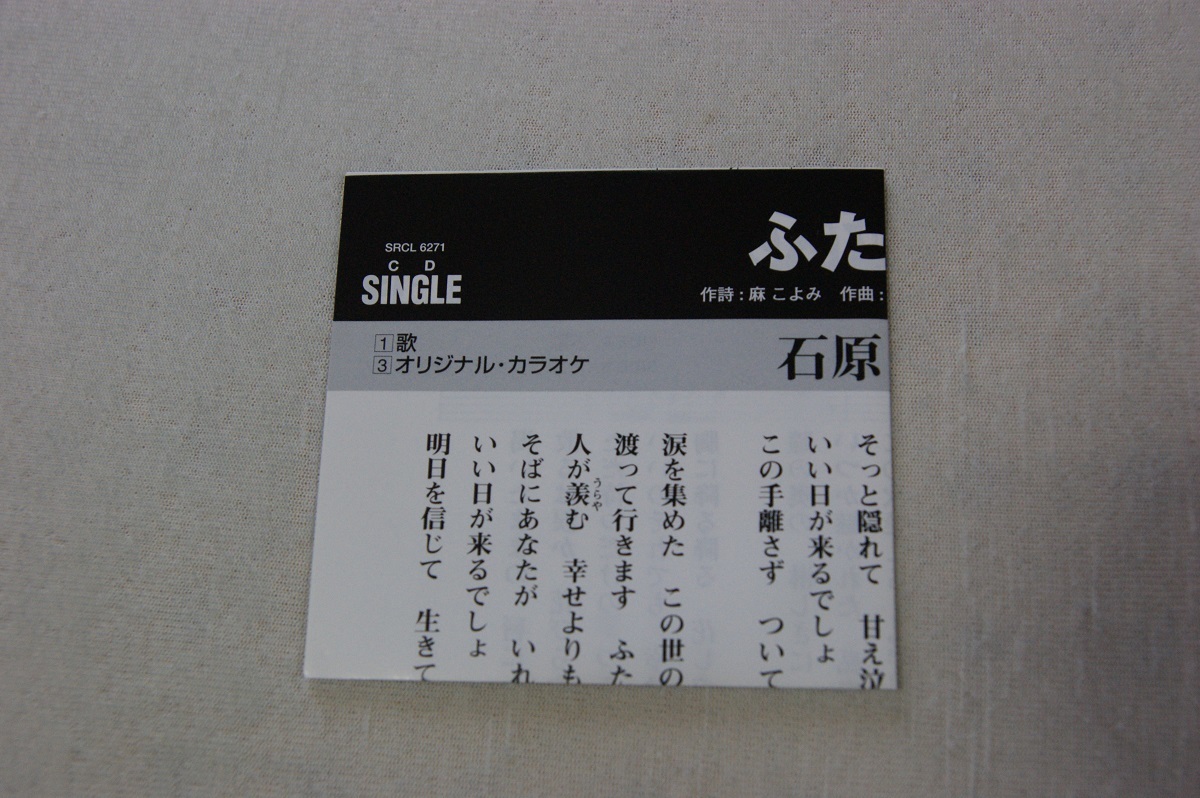 SRCL 6271
CD
SINGLE
ふた
作詩:麻 こよみ 作曲:
1歌
3オリジナル・カラオケ
石原
そっと隠れて 甘え泣
いい日が来るでしょ
この手離さず ついて
涙を集めた この世の
渡って行きます ふた
人が羨む 幸せよりも
うらや
そばにあなたが いれ
いい日が来るでしょ
明日を信じて 生きて